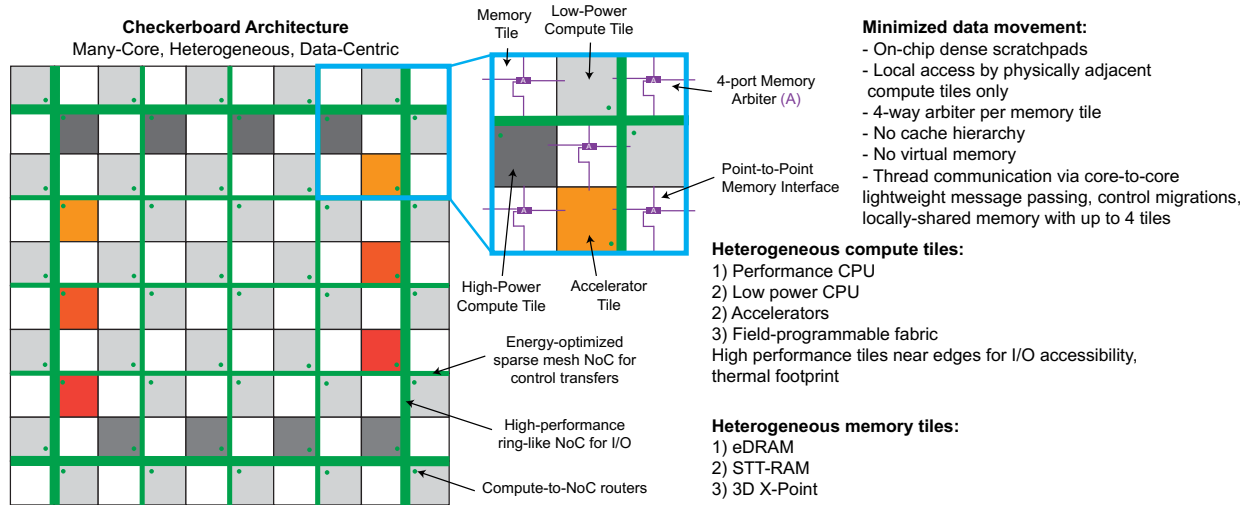 Checkerboard Architecture
Many-Core, Heterogeneous, Data-Centric
Memory
Tile
Low-Power
Compute Tile
A
A
A
A
A
4-port Memory
Arbiter (A)
Point-to-Point
Memory Interface
High-Power
Compute Tile
Accelerator
Tile
Energy-optimized
sparse mesh NoC for
control transfers
High-performance
ring-like NoC for I/O
Compute-to-NoC routers
Minimized data movement:
- On-chip dense scratchpads
- Local access by physically adjacent
compute tiles only
- 4-way arbiter per memory tile
- No cache hierarchy
- No virtual memory
- Thread communication via core-to-core
lightweight message passing, control migrations,
locally-shared memory with up to 4 tiles
Heterogeneous compute tiles:
1) Performance CPU
2) Low power CPU
2) Accelerators
3) Field-programmable fabric
High performance tiles near edges for I/O accessibility,
thermal footprint
Heterogeneous memory tiles:
1) eDRAM
2) STT-RAM
3) 3D X-Point